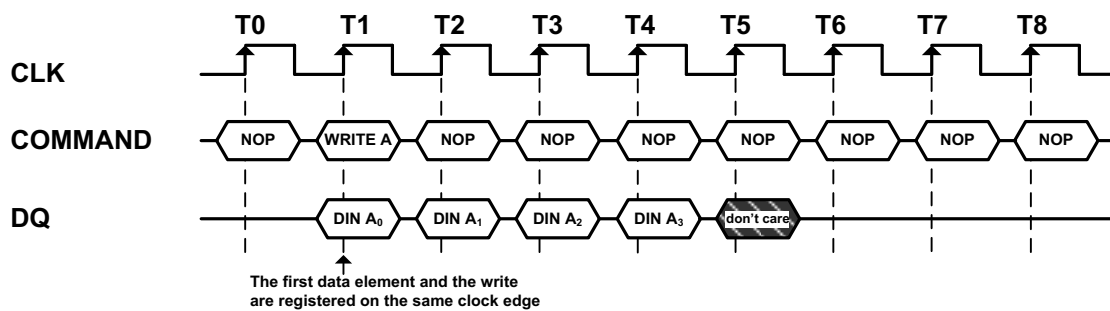 T0 T1 T2 T3 T4 T5 T6 T7 T8
CLK
COMMAND NOP WRITE A NOP NOP NOP NOP NOP NOP NOP
DQ DIN A₀ DIN A₁ DIN A₂ DIN A₃ don't care
The first data element and the write
are registered on the same clock edge